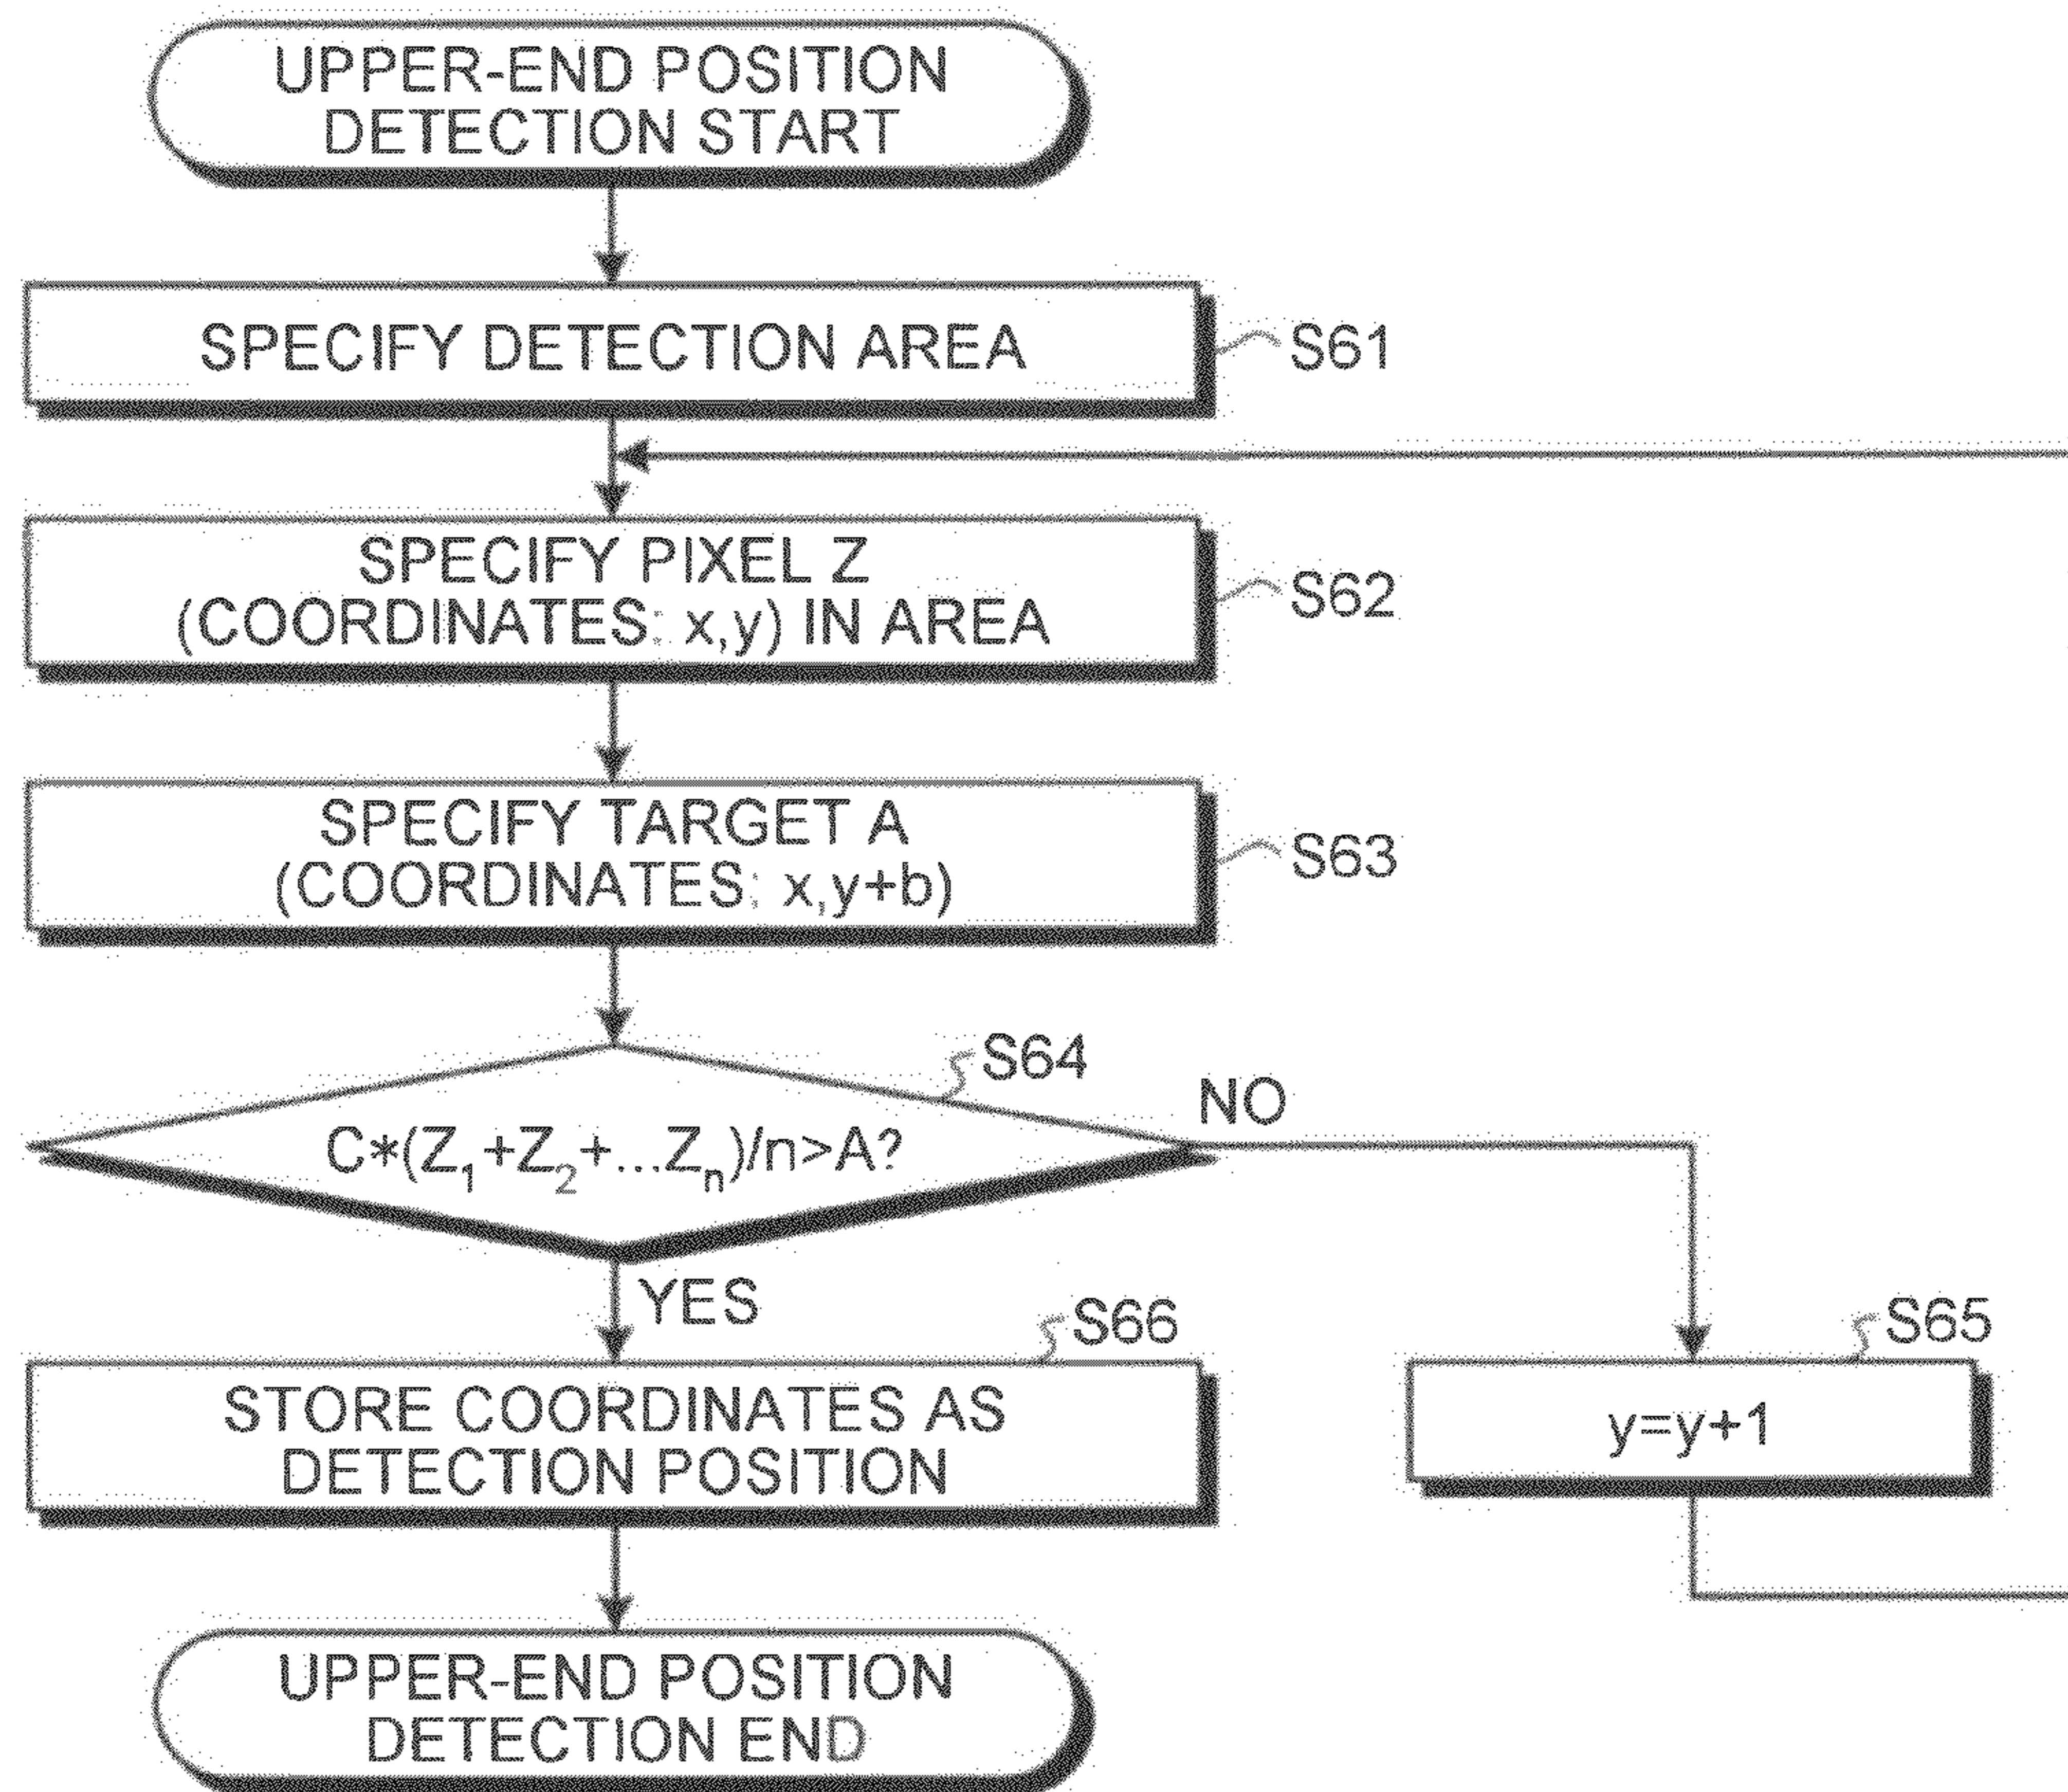 UPPER-END POSITION
DETECTION START
SPECIFY DETECTION AREA
S61
SPECIFY PIXEL Z
(COORDINATES: x,y) IN AREA
S62
SPECIFY TARGET A
(COORDINATES: x,y+b)
S63
S64
C*(Z₁+Z₂+...Zₙ)/n>A?
NO
YES
S66
STORE COORDINATES AS
DETECTION POSITION
S65
y=y+1
UPPER-END POSITION
DETECTION END